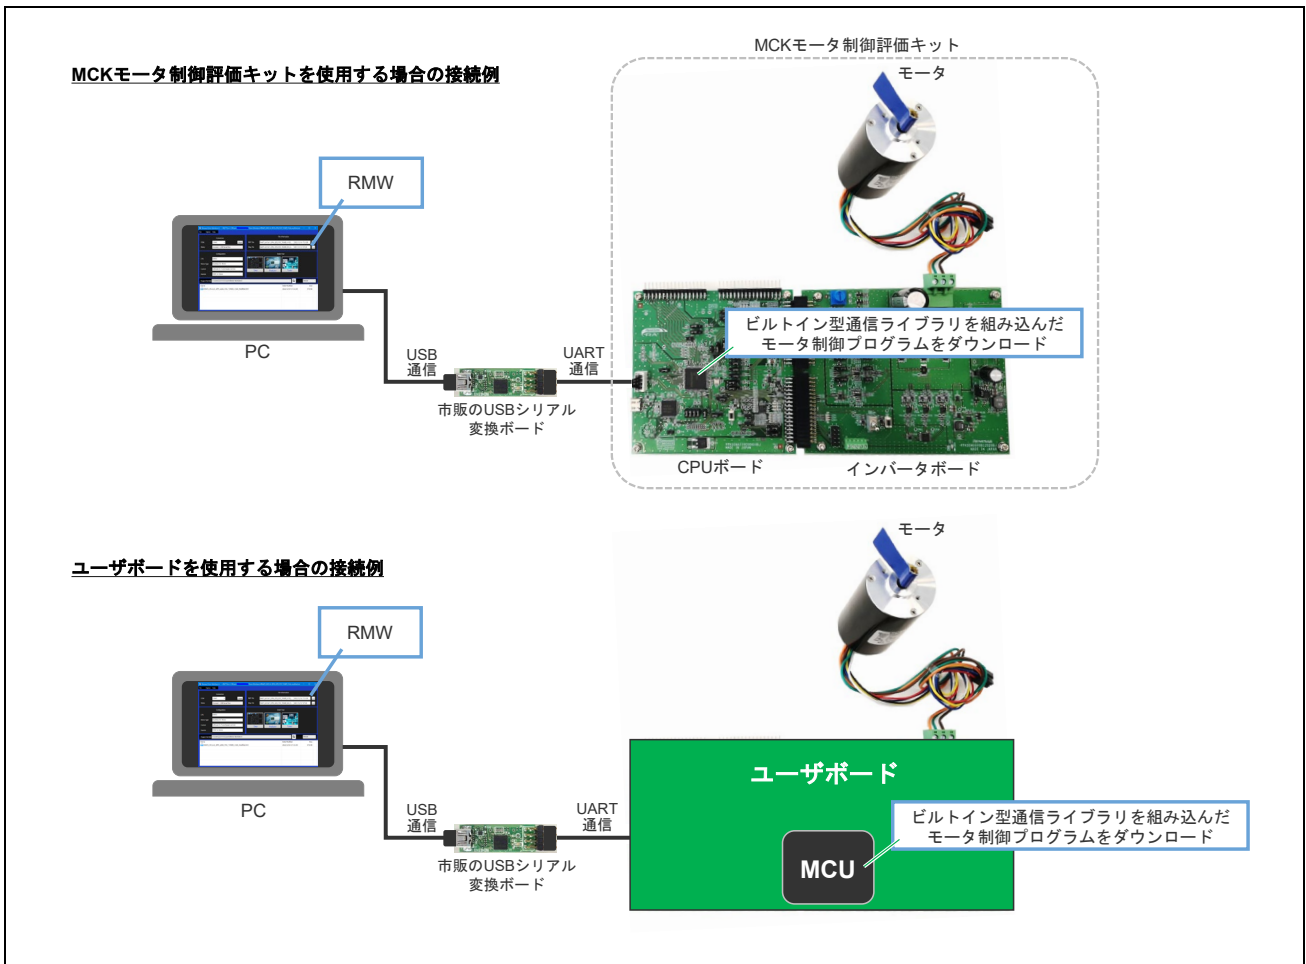 MCKモータ制御評価キット
MCKモータ制御評価キットを使用する場合の接続例
モータ
RMW
ビルトイン型通信ライブラリを組み込んだ
モータ制御プログラムをダウンロード
PC
USB
通信
UART
通信
市販のUSBシリアル
変換ボード
CPUボード
インバータボード
モータ
ユーザボードを使用する場合の接続例
RMW
ユーザボード
PC
USB
通信
UART
通信
ビルトイン型通信ライブラリを組み込んだ
モータ制御プログラムをダウンロード
市販のUSBシリアル
変換ボード
MCU